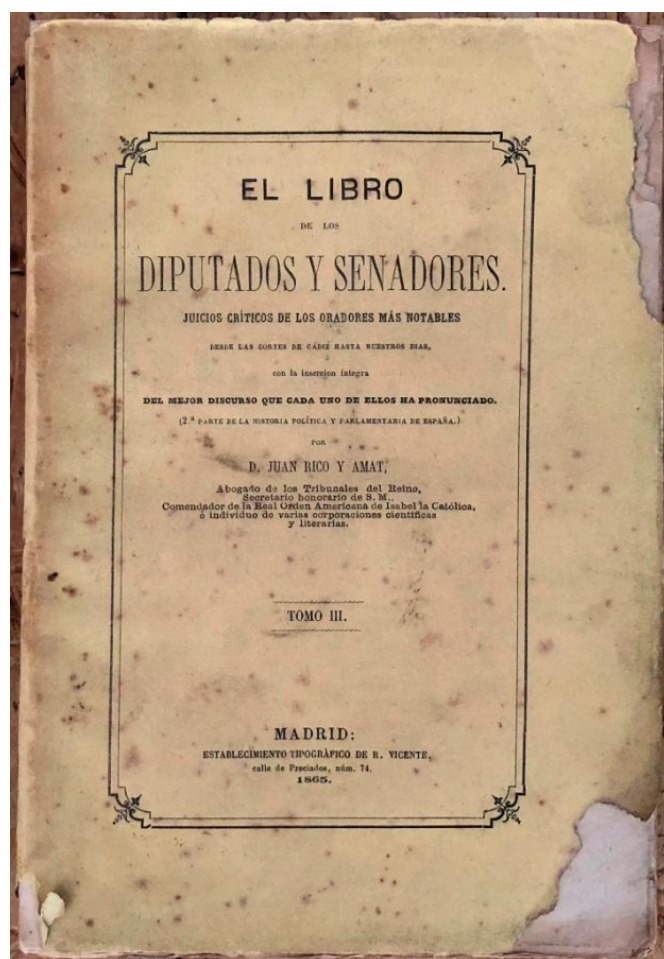 EL LIBRO
DE LOS
DIPUTADOS Y SENADORES.
JUICIOS CRÍTICOS DE LOS ORADORES MÁS NOTABLES
DESDE LAS CORTES DE CÁDIZ HASTA NUESTROS DIAS,
con la insercion íntegra
DEL MEJOR DISCURSO QUE CADA UNO DE ELLOS HA PRONUNCIADO.
(2.ª PARTE DE LA HISTORIA POLÍTICA Y PARLAMENTARIA DE ESPAÑA.)
POR
D. JUAN RICO Y AMAT,
Abogado de los Tribunales del Reino,
Secretario honorario de S. M.,
Comendador de la Real Orden Americana de Isabel la Católica,
é individuo de varias corporaciones científicas
y literarias.
TOMO III.
MADRID:
ESTABLECIMIENTO TIPOGRÁFICO DE R. VICENTE,
calle de Preciados, núm. 74.
1865.